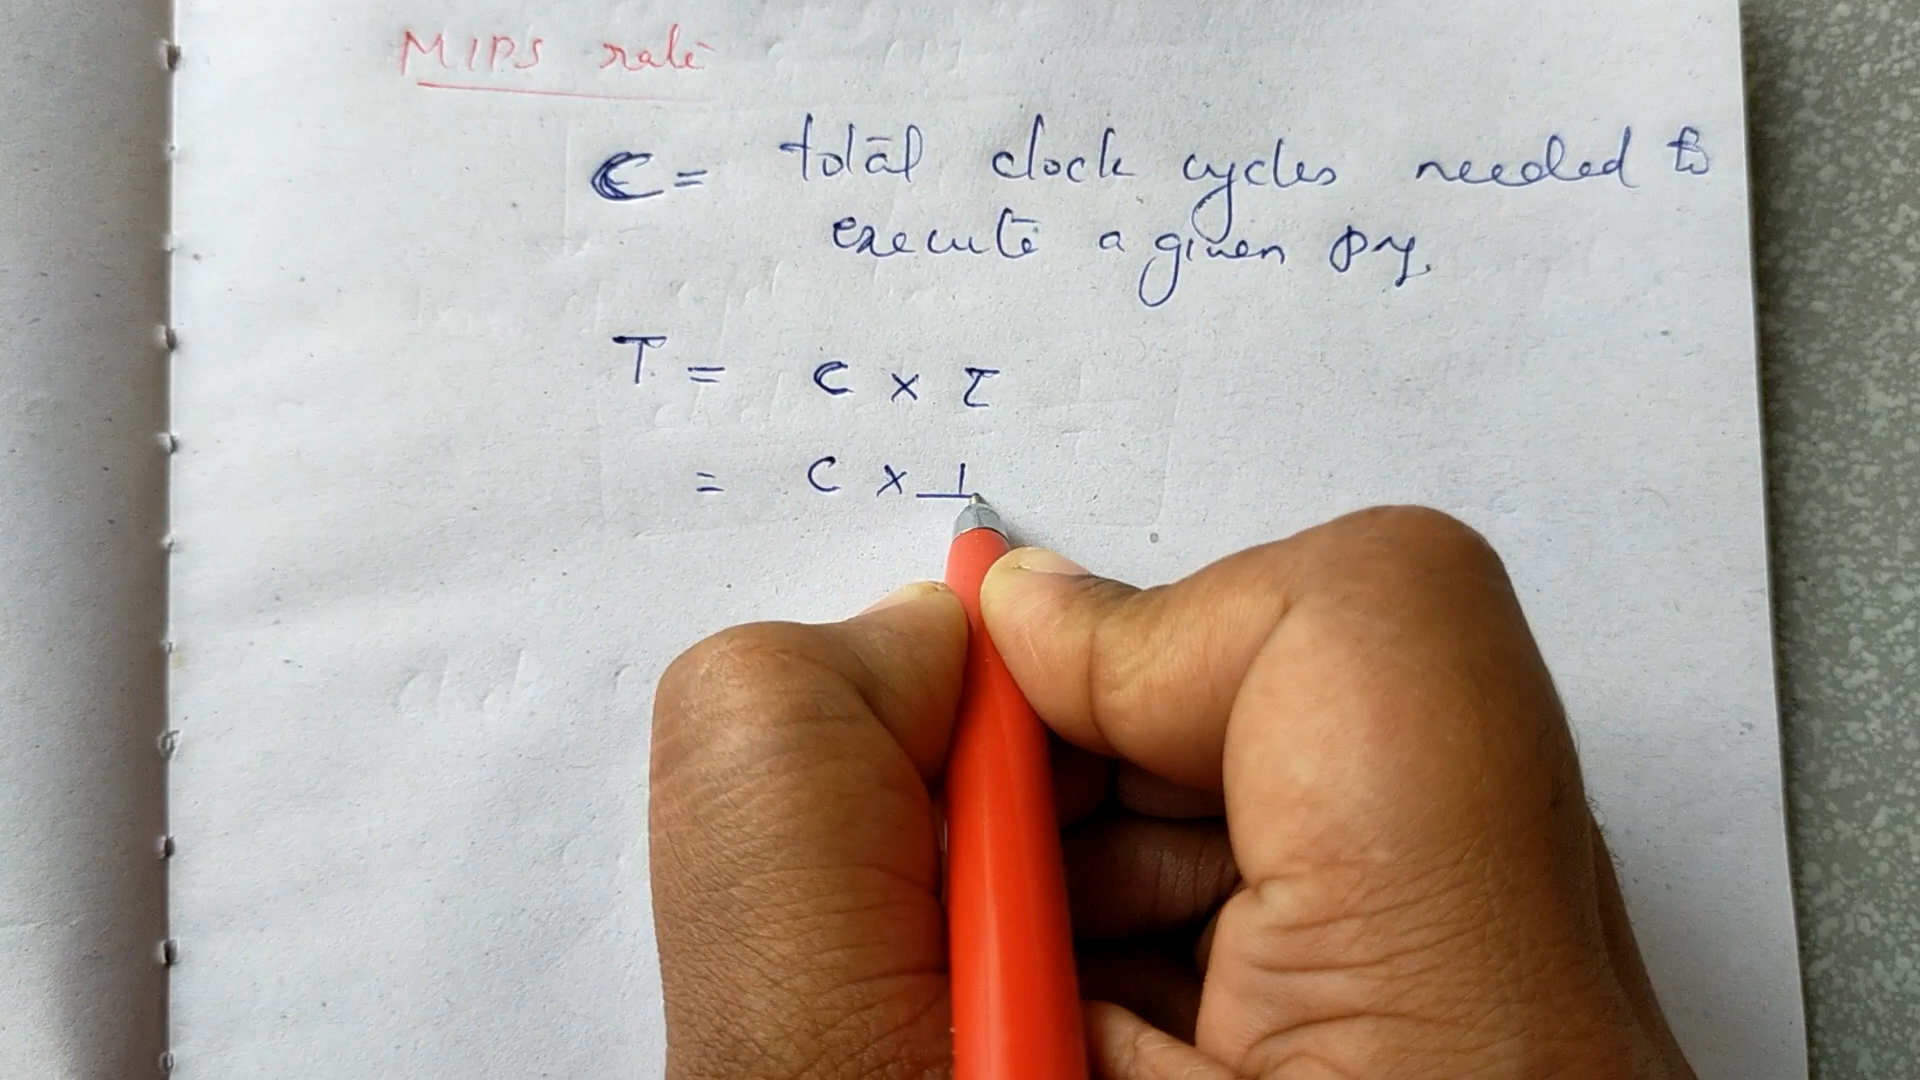 MIPS rate
C = total clock cycles needed to
execute a given pg.
T = C × τ
= C × 1